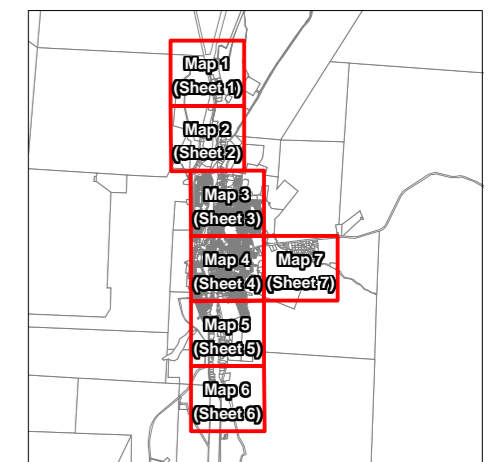 Map 1
(Sheet 1)
Map 2
(Sheet 2)
Map 3
(Sheet 3)
Map 4
(Sheet 4)
Map 7
(Sheet 7)
Map 5
(Sheet 5)
Map 6
(Sheet 6)